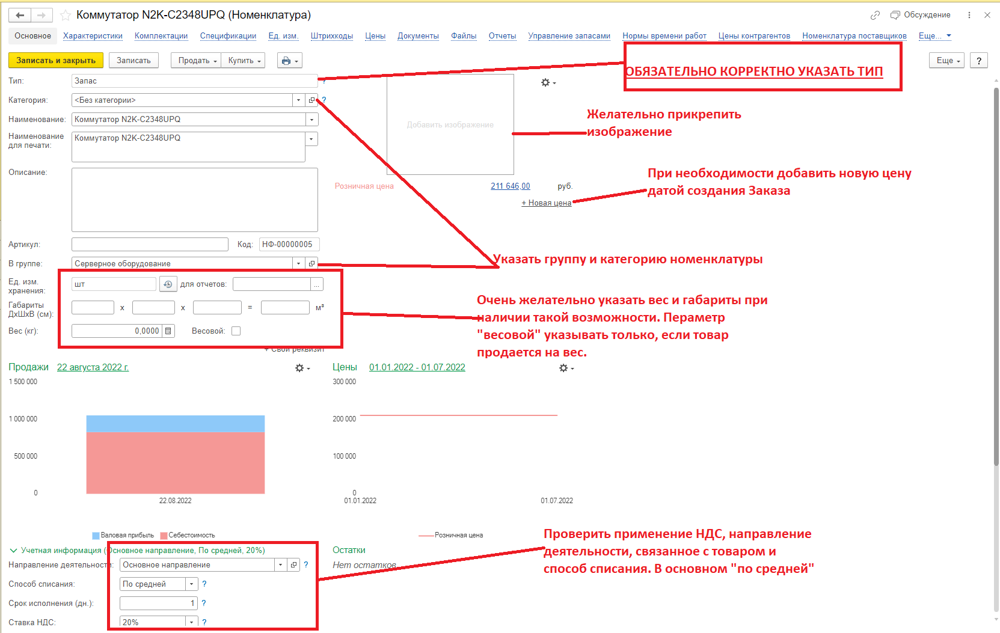 Коммутатор N2K-C2348UPQ (Номенклатура)
Обсуждение
Основное Характеристики Комплектации Спецификации Ед. изм. Штрихкоды Цены Документы Файлы Отчеты Управление запасами Нормы времени работ Цены контрагентов Номенклатура поставщиков Еще...
Записать и закрыть Записать Продать Купить Еще ?
ОБЯЗАТЕЛЬНО КОРРЕКТНО УКАЗАТЬ ТИП
Тип: Запас ?
Категория: <Без категории> ?
Наименование: Коммутатор N2K-C2348UPQ
Наименование для печати: Коммутатор N2K-C2348UPQ
Добавить изображение
Желательно прикрепить
изображение
Описание:
Розничная цена 211 646,00 руб.
+ Новая цена
При необходимости добавить новую цену
датой создания Заказа
Артикул: Код: НФ-00000005
В группе: Серверное оборудование
Указать группу и категорию номенклатуры
Ед. изм. хранения: шт для отчетов: ...
Габариты ДхШхВ (см): x x = м³
Вес (кг): 0,0000 Весовой:
+ Свой реквизит
Очень желательно указать вес и габариты при
наличии такой возможности. Пераметр
"весовой" указывать только, если товар
продается на вес.
Продажи 22 августа 2022 г.
1 500 000
1 000 000
500 000
0
22.08.2022
Валовая прибыль Себестоимость
Цены 01.01.2022 - 01.07.2022
300 000
200 000
100 000
0
01.01.2022 01.07.2022
Розничная цена
Учетная информация (Основное направление, По средней, 20%)
Направление деятельности: Основное направление ?
Способ списания: По средней ?
Срок исполнения (дн.): 1 ?
Ставка НДС: 20% ?
Остатки
Нет остатков
Проверить применение НДС, направление
деятельности, связанное с товаром и
способ списания. В основном "по средней"